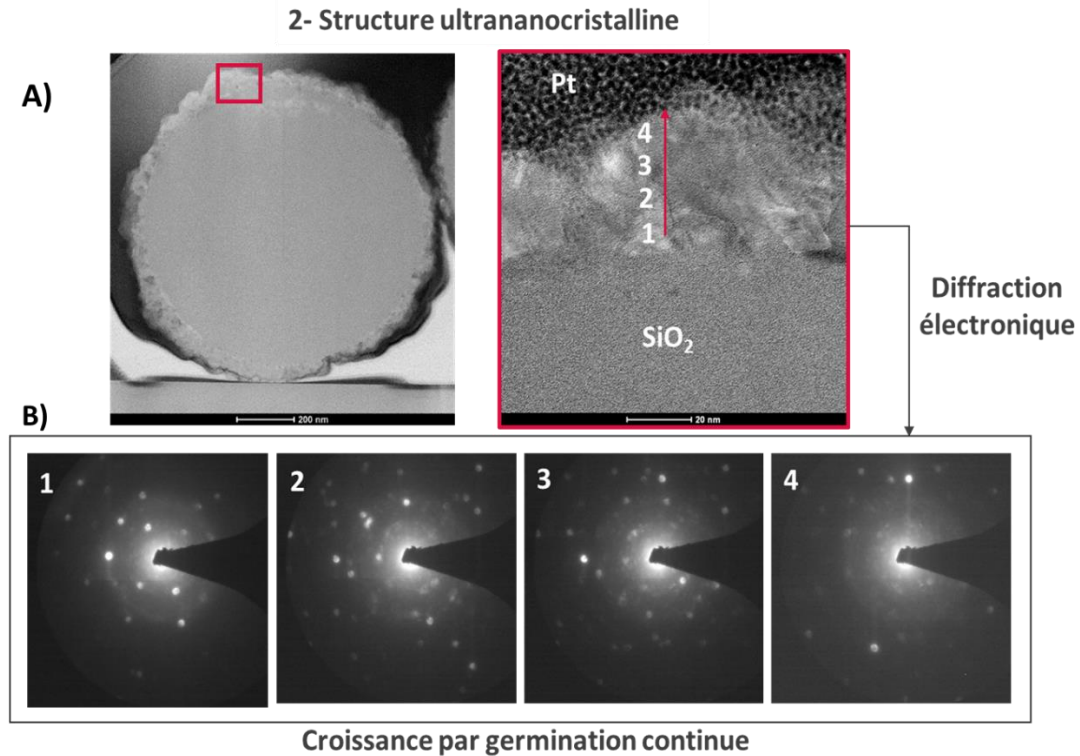 2- Structure ultrananocristalline
A)
Pt
4
3
2
1
SiO₂
200 nm
20 nm
Diffraction
électronique
B)
1
2
3
4
Croissance par germination continue